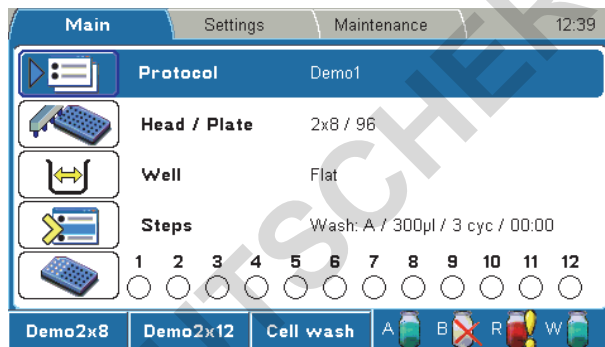 Main Settings Maintenance 12:39
Protocol Demo1
Head / Plate 2x8 / 96
Well Flat
Steps Wash: A / 300µl / 3 cyc / 00:00
1 2 3 4 5 6 7 8 9 10 11 12
Demo2x8 Demo2x12 Cell wash A B R W